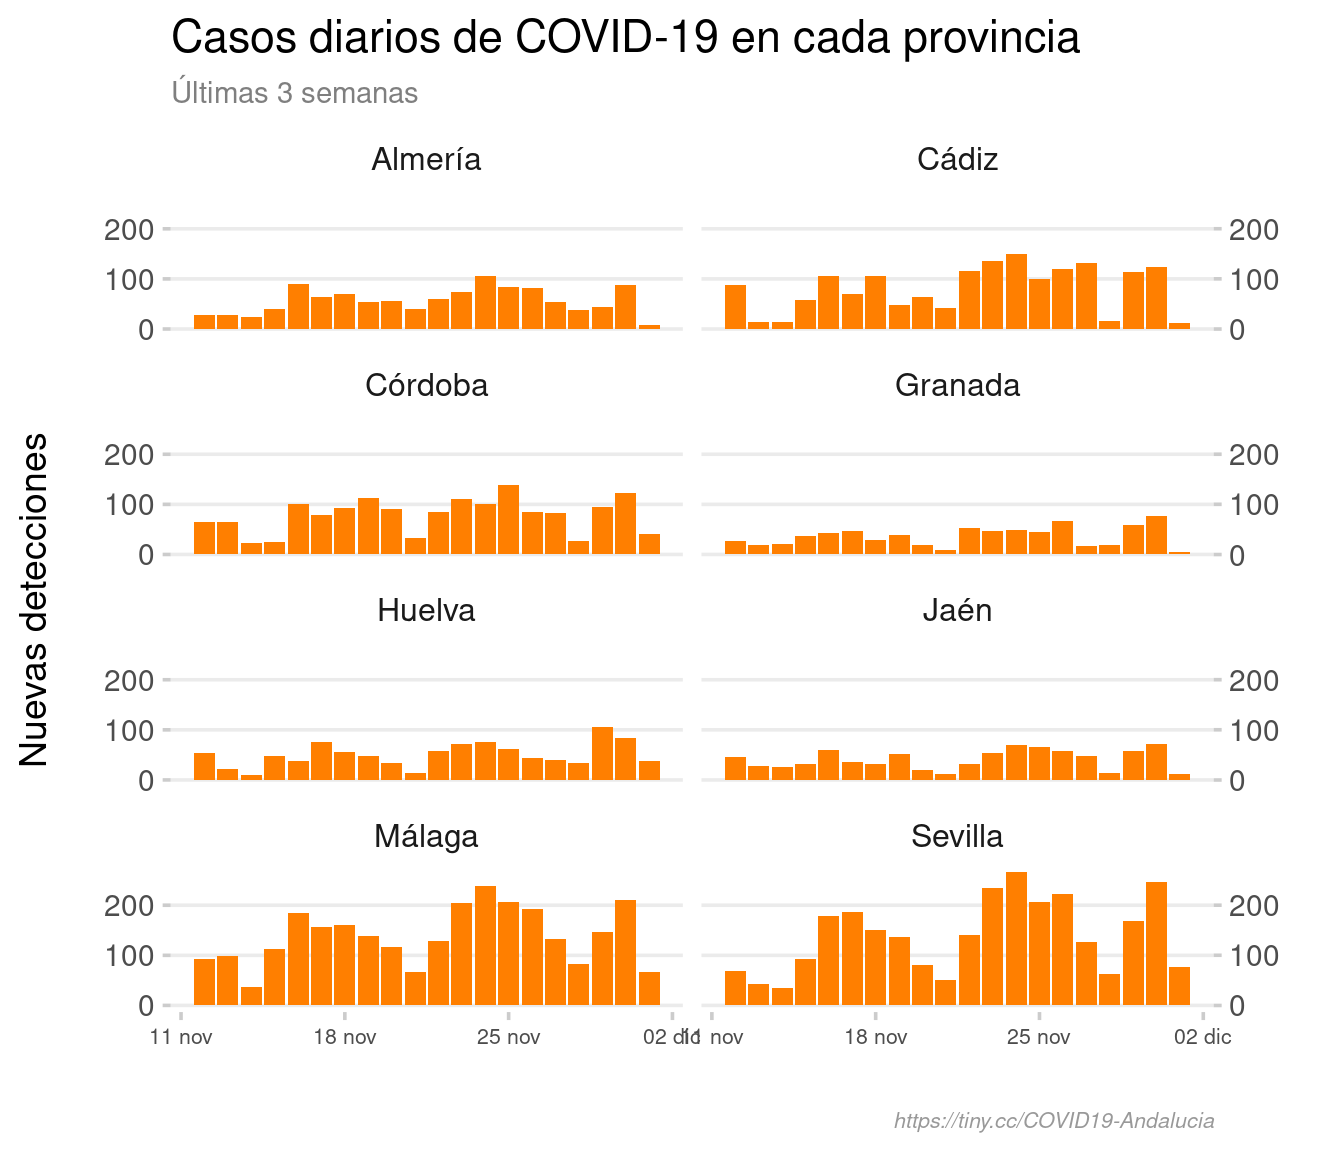 Casos diarios de COVID-19 en cada provincia
Últimas 3 semanas
Nuevas detecciones
Almería
Cádiz
200
100
0
200
100
0
Córdoba
Granada
200
100
0
200
100
0
Huelva
Jaén
200
100
0
200
100
0
Málaga
Sevilla
200
100
0
200
100
0
11 nov 18 nov 25 nov 02 dic
11 nov 18 nov 25 nov 02 dic
https://tiny.cc/COVID19-Andalucia